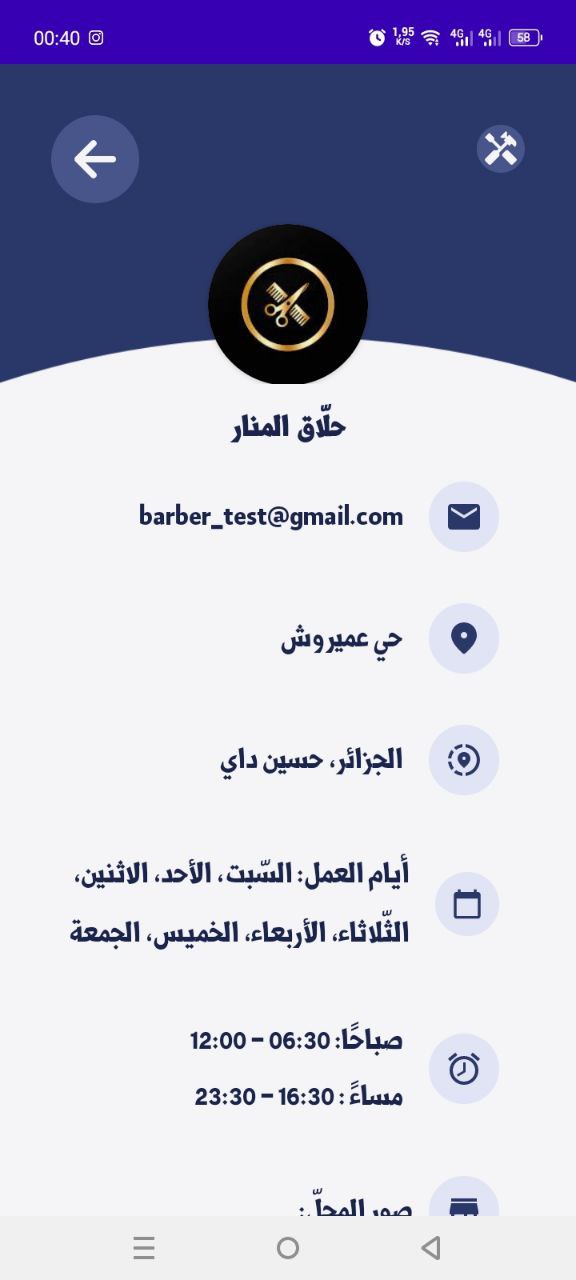 00:40
1,95 K/S
4G 4G
58
حلّاق المنار
barber_test@gmail.com
حي عميروش
الجزائر، حسين داي
أيام العمل: السّبت، الأحد، الاثنين،
الثّلاثاء، الأربعاء، الخميس، الجمعة
صباحًا: 06:30 - 12:00
مساءً : 16:30 - 23:30
صور المحلّ: